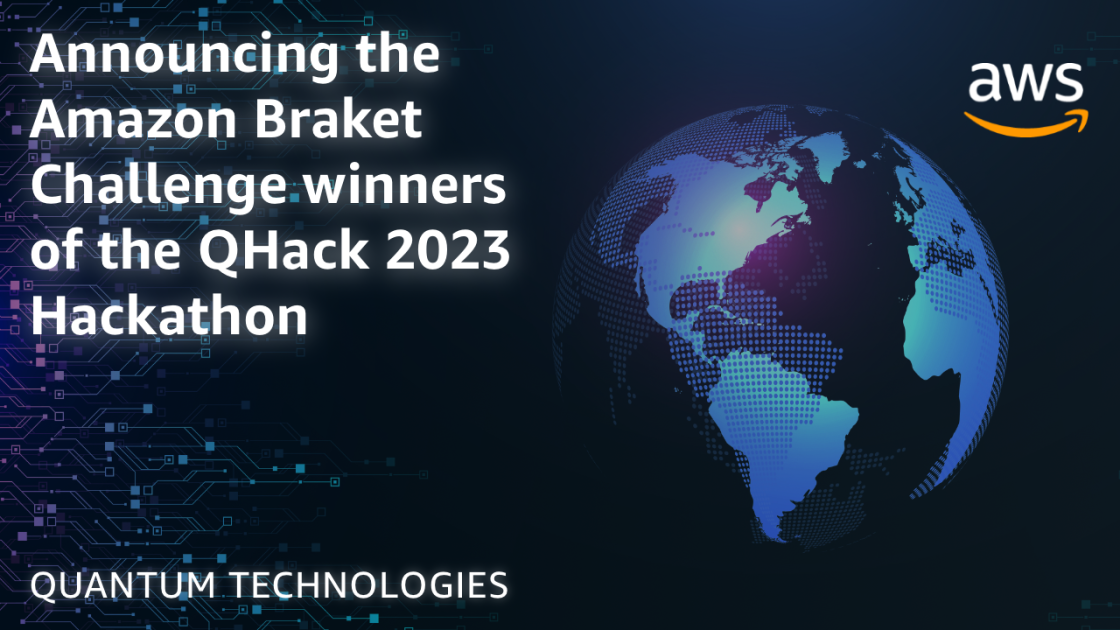 Announcing the
Amazon Braket
Challenge winners
of the QHack 2023
Hackathon
aws
QUANTUM TECHNOLOGIES